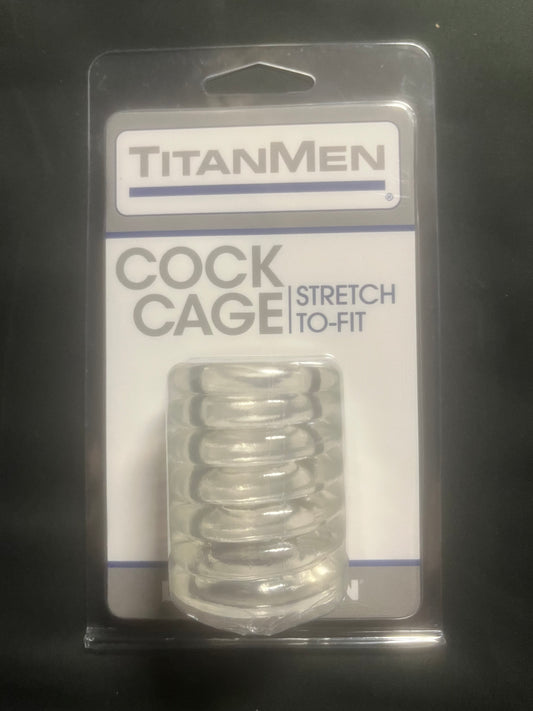 TITANMEN
®
COCK
CAGE
STRETCH
TO-FIT